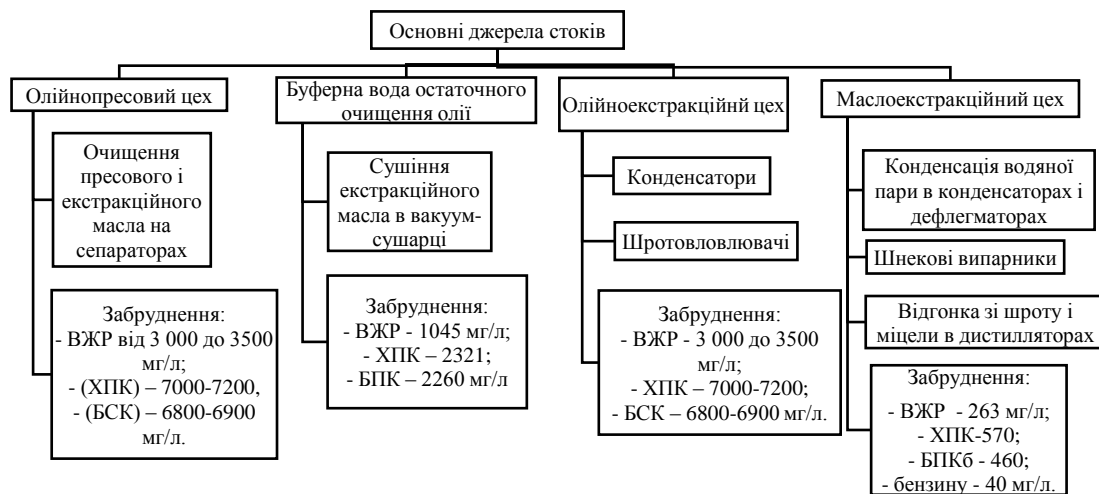 Основні джерела стоків
Олійнопресовий цех
Очищення
пресового і
екстракційного
масла на
сепараторах
Забруднення:
- ВЖР від 3 000 до 3500
мг/л;
- (ХПК) – 7000-7200,
- (БСК) – 6800-6900
мг/л.
Буферна вода остаточного
очищення олії
Сушіння
екстракційного
масла в вакуум-
сушарці
Забруднення:
- ВЖР - 1045 мг/л;
- ХПК – 2321;
- БПК – 2260 мг/л
Олійноекстракційнй цех
Конденсатори
Шротовловлювачі
Забруднення:
- ВЖР - 3 000 до 3500
мг/л;
- ХПК – 7000-7200;
- БСК – 6800-6900 мг/л.
Маслоекстракційний цех
Конденсація водяної
пари в конденсаторах і
дефлегматорах
Шнекові випарники
Відгонка зі шроту і
міцели в дистилляторах
Забруднення:
- ВЖР - 263 мг/л;
- ХПК-570;
- БПКб - 460;
- бензину - 40 мг/л.